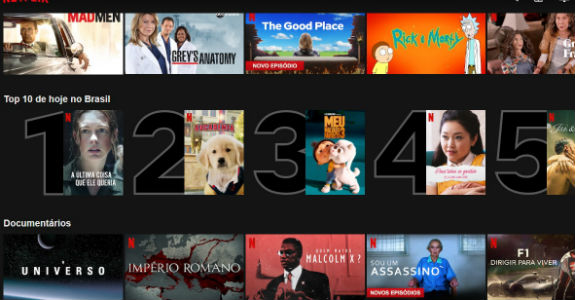 NETFLIX
MAD MEN
abc
GREY'S ANATOMY
The Good Place
NOVO EPISÓDIO
Rick and Morty
Top 10 de hoje no Brasil
1
A ÚLTIMA COISA
QUE ELE QUERIA
2
3
MEU
4
5
Documentários
UNIVERSO
IMPÉRIO ROMANO
QUEM MATOU
MALCOLM X?
SOU UM
ASSASSINO
NOVOS EPISÓDIOS
F1
DIRIGIR PARA VIVER